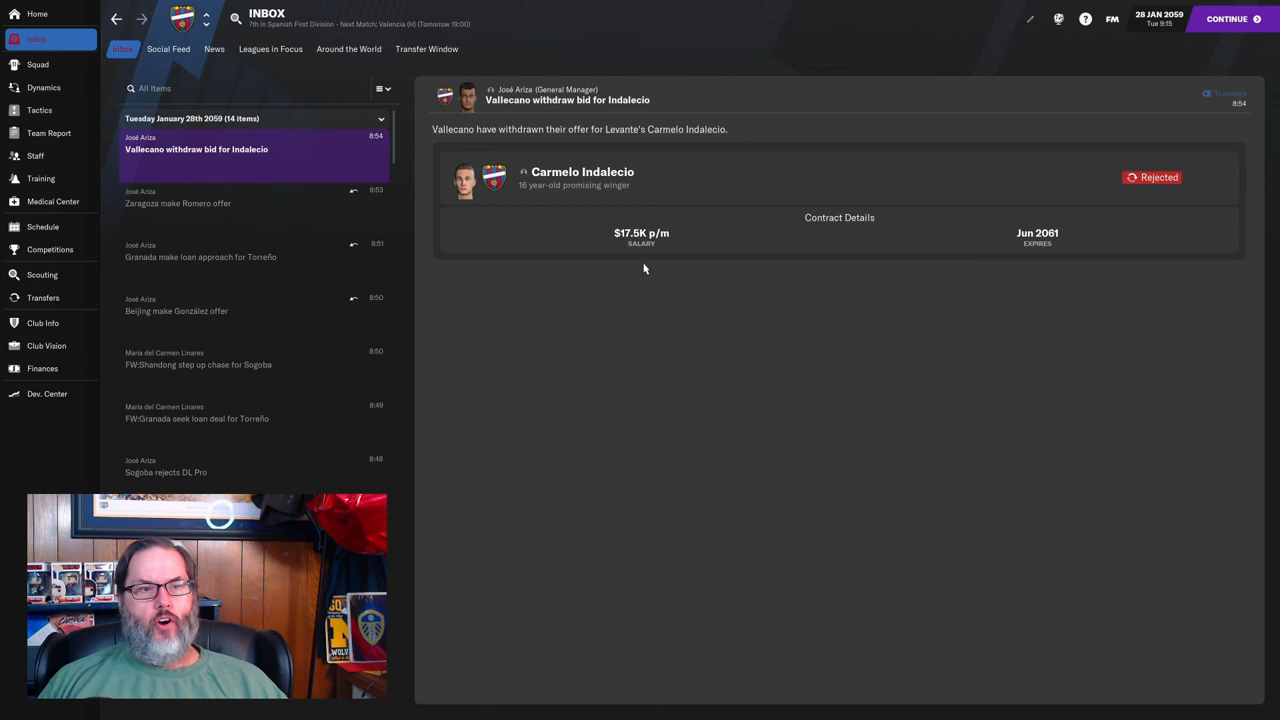 Home
Inbox
Squad
Dynamics
Tactics
Team Report
Staff
Training
Medical Center
Schedule
Competitions
Scouting
Transfers
Club Info
Club Vision
Finances
Dev. Center
INBOX
7th in Spanish First Division - Next Match: Valencia (H) (Tomorrow 19:00)
FM
28 JAN 2059
Tue 9:15
CONTINUE
Inbox
Social Feed
News
Leagues in Focus
Around the World
Transfer Window
All Items
Tuesday January 28th 2059 (14 items)
José Ariza
8:54
Vallecano withdraw bid for Indalecio
José Ariza
8:53
Zaragoza make Romero offer
José Ariza
8:51
Granada make loan approach for Torreño
José Ariza
8:50
Beijing make González offer
María del Carmen Linares
8:50
FW:Shandong step up chase for Sogoba
María del Carmen Linares
8:49
FW:Granada seek loan deal for Torreño
José Ariza
8:48
Sogoba rejects DL Pro
José Ariza (General Manager)
Vallecano withdraw bid for Indalecio
Transfers
8:54
Vallecano have withdrawn their offer for Levante's Carmelo Indalecio.
Carmelo Indalecio
16 year-old promising winger
Rejected
Contract Details
$17.5K p/m
SALARY
Jun 2061
EXPIRES